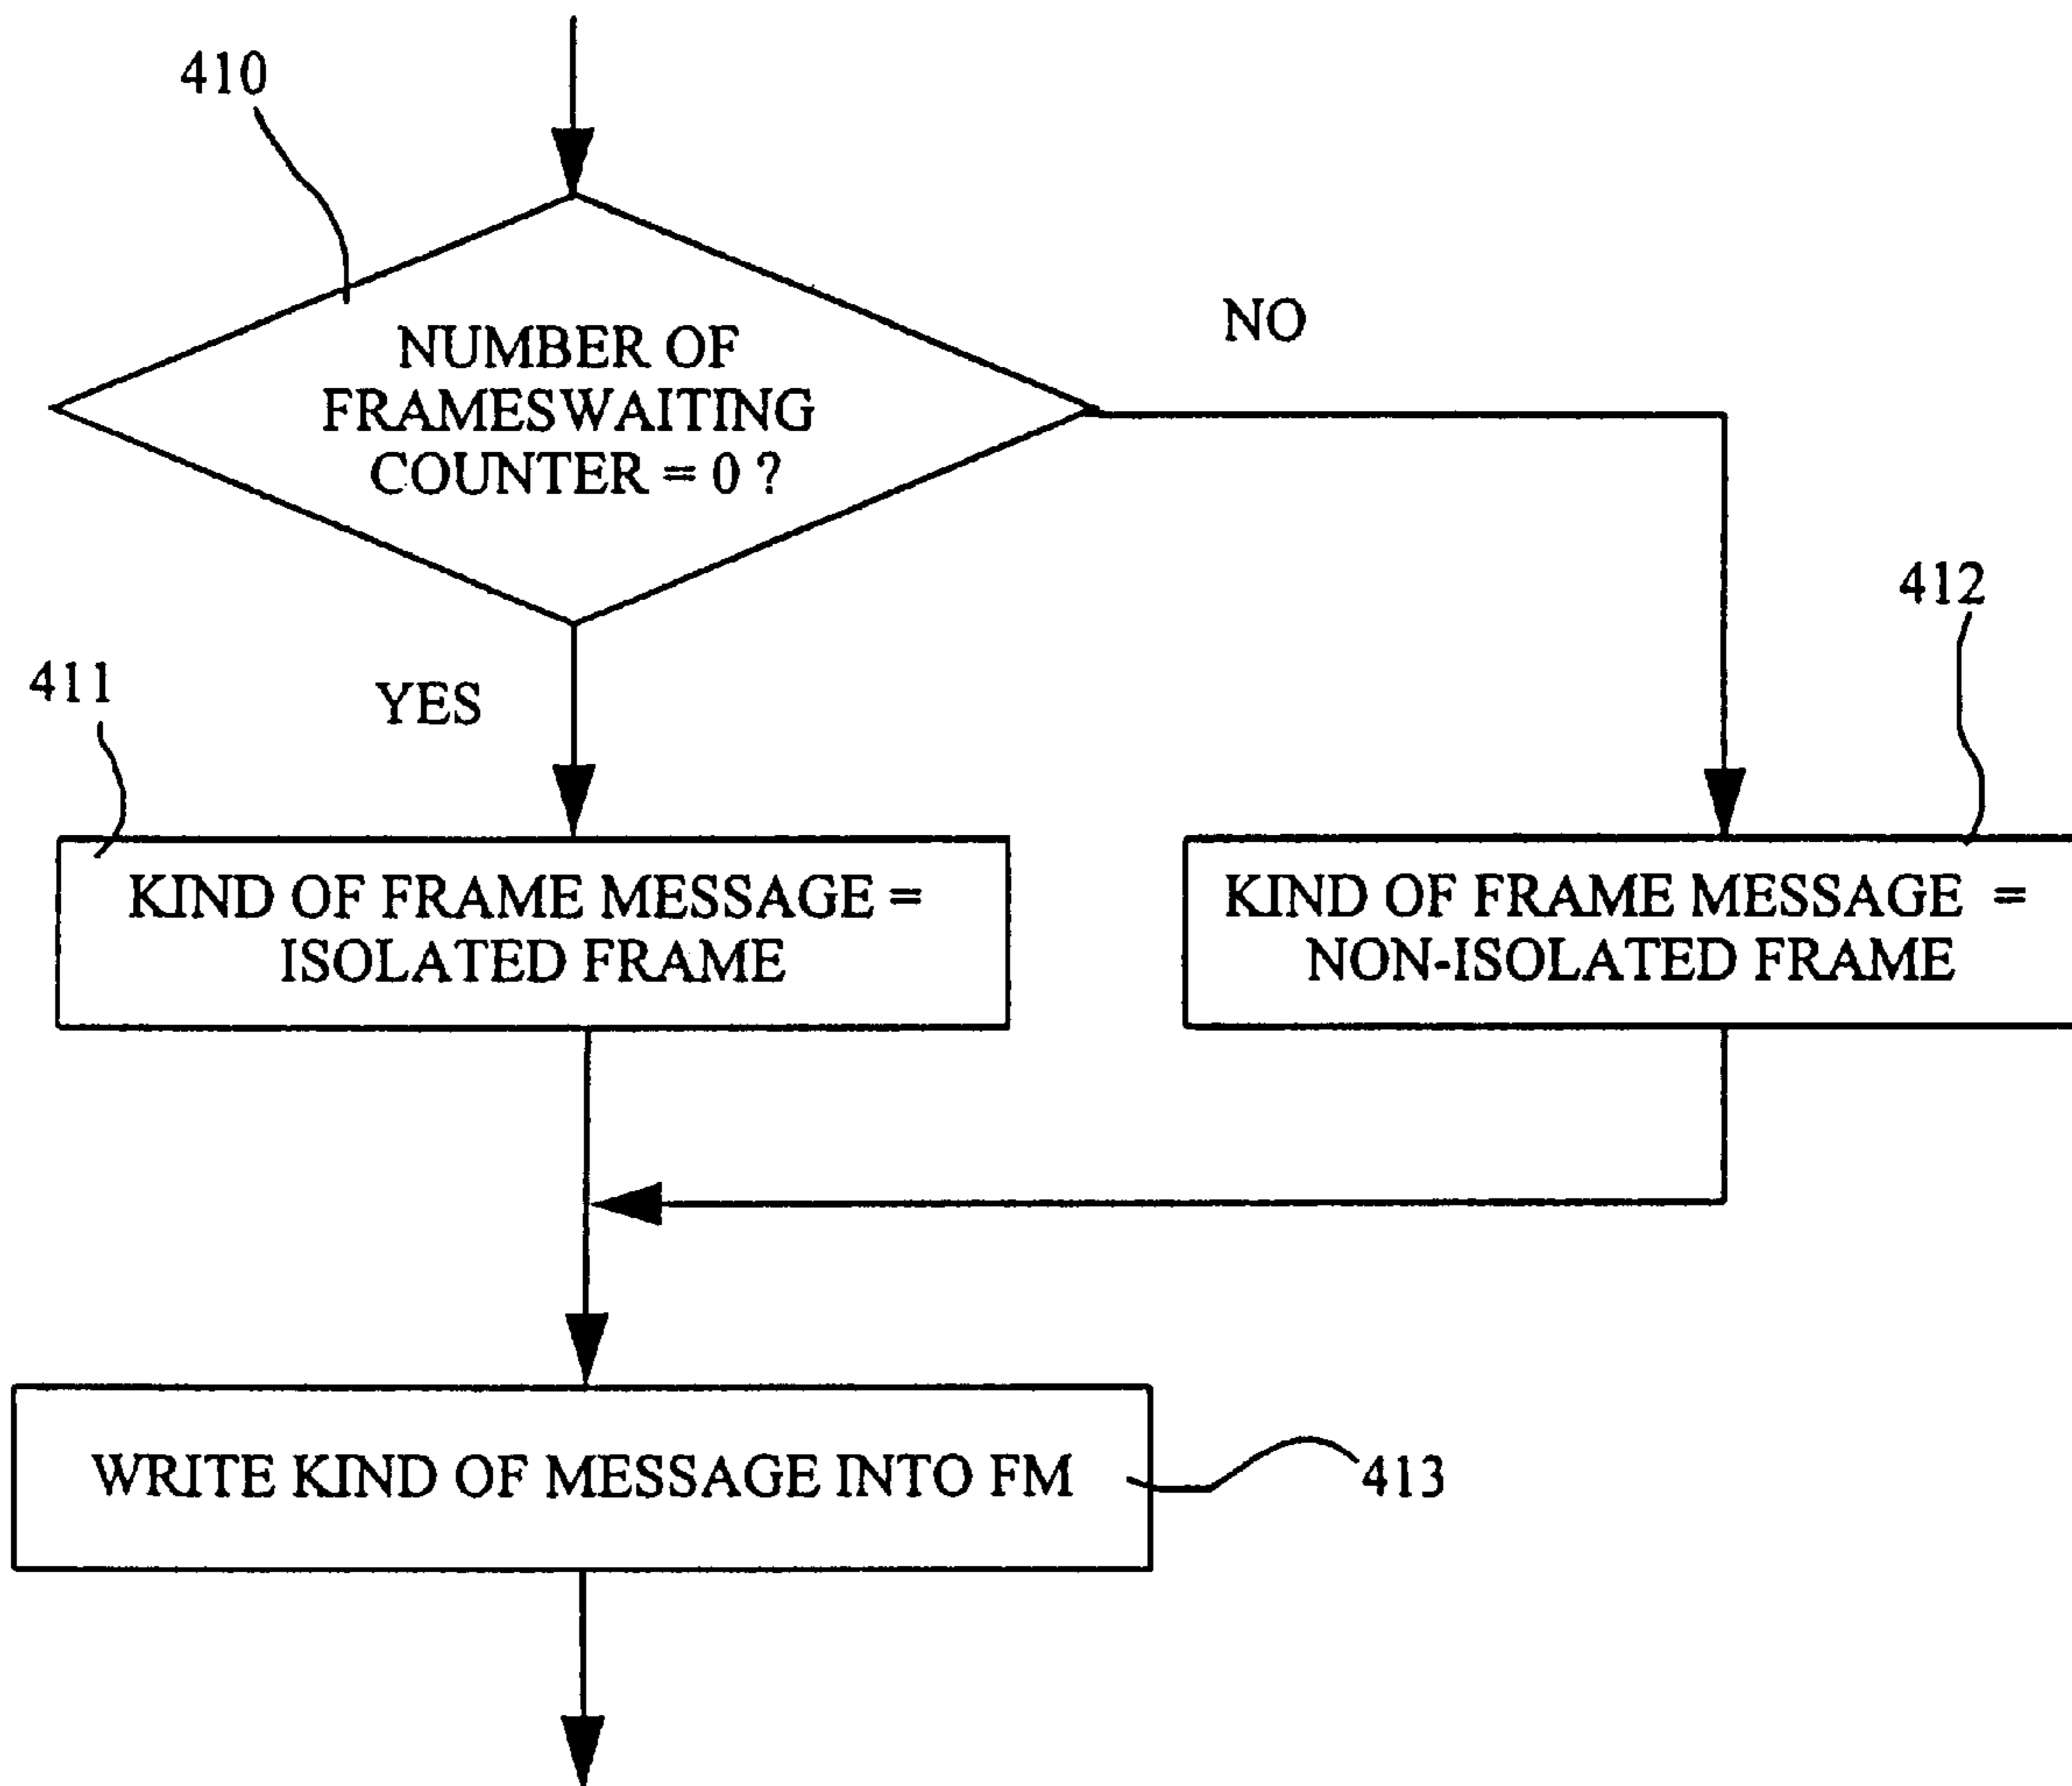 410
NUMBER OF
FRAMESWAITING
COUNTER = 0 ?
NO
YES
411
412
KIND OF FRAME MESSAGE =
ISOLATED FRAME
KIND OF FRAME MESSAGE =
NON-ISOLATED FRAME
WRITE KIND OF MESSAGE INTO FM
413